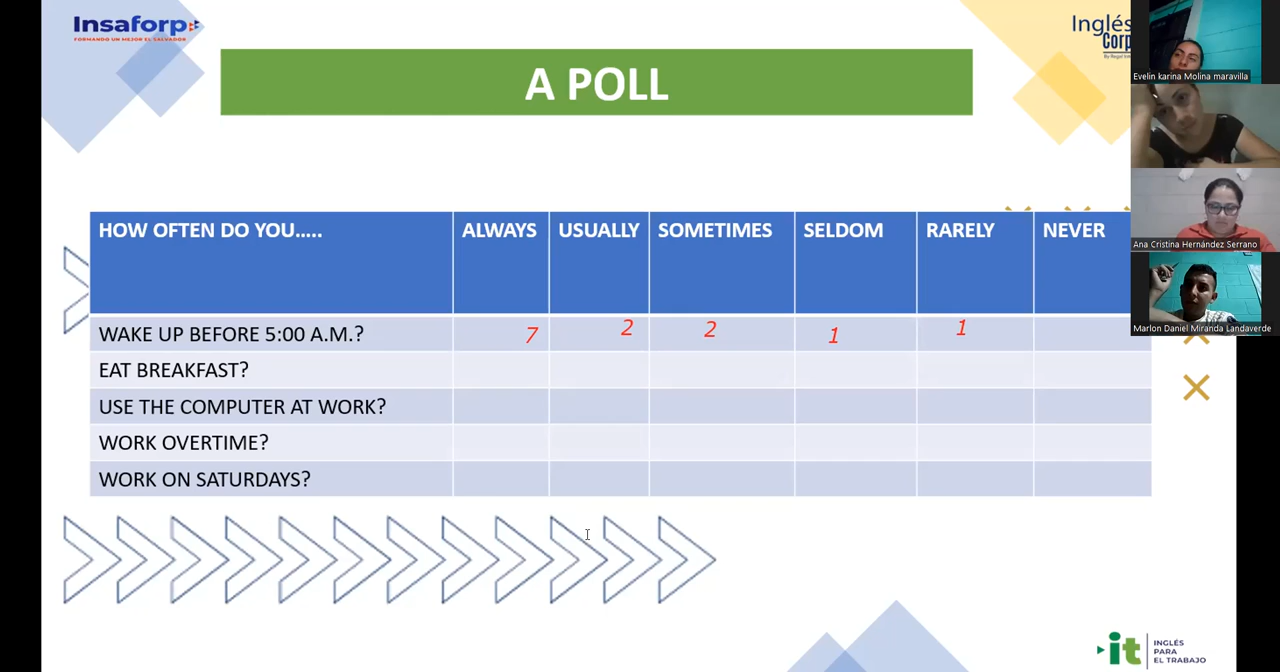 Insaforp
FORMANDO UN MEJOR EL SALVADOR
Inglés
Corp
A POLL
HOW OFTEN DO YOU..... ALWAYS USUALLY SOMETIMES SELDOM RARELY NEVER
WAKE UP BEFORE 5:00 A.M.? 7 2 2 1 1
EAT BREAKFAST?
USE THE COMPUTER AT WORK?
WORK OVERTIME?
WORK ON SATURDAYS?
Evelin karina Molina maravilla
Ana Cristina Hernández Serrano
Marlon Daniel Miranda Landaverde
it
INGLÉS
PARA
EL TRABAJO